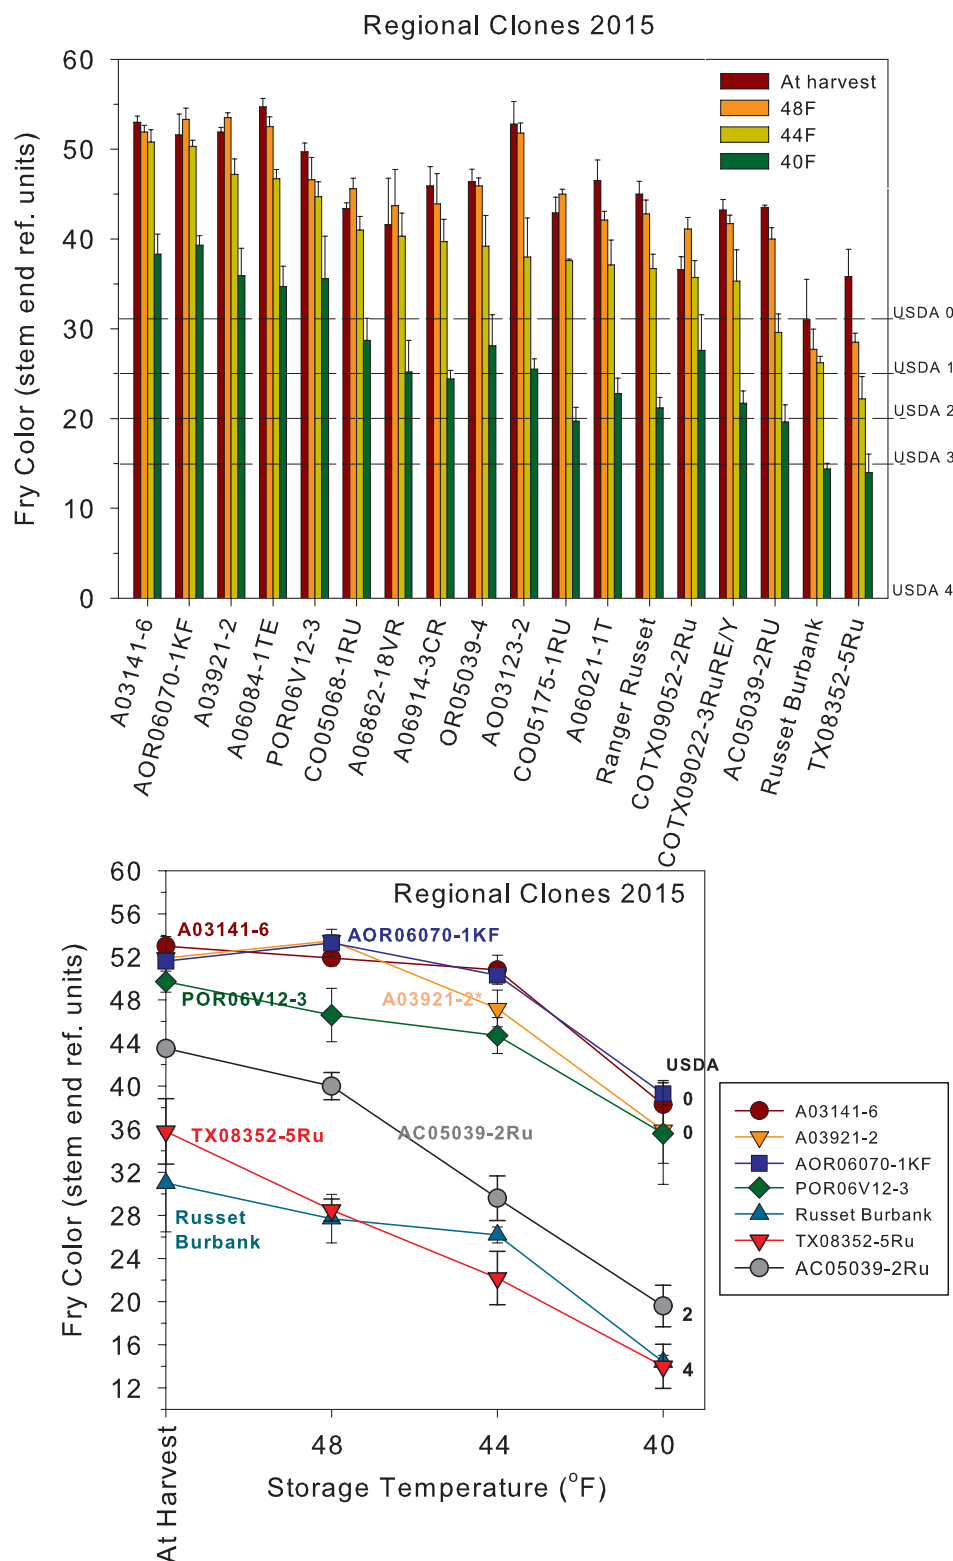 Regional Clones 2015
Fry Color (stem end ref. units)
60
50
40
30
20
10
0
At harvest
48F
44F
40F
USDA 0
USDA 1
USDA 2
USDA 3
USDA 4
A03141-6
AOR06070-1KF
A03921-2
A06084-1TE
POR06V12-3
CO05068-1RU
A06862-18VR
A06914-3CR
OR05039-4
AO03123-2
CO05175-1RU
A06021-1T
Ranger Russet
COTX09052-2Ru
COTX09022-3RuRE/Y
AC05039-2RU
Russet Burbank
TX08352-5Ru
Regional Clones 2015
Fry Color (stem end ref. units)
60
56
52
48
44
40
36
32
28
24
20
16
12
A03141-6
AOR06070-1KF
POR06V12-3
A03921-2*
USDA
0
0
TX08352-5Ru
AC05039-2Ru
Russet
Burbank
2
4
At Harvest
48
44
40
Storage Temperature (°F)
A03141-6
A03921-2
AOR06070-1KF
POR06V12-3
Russet Burbank
TX08352-5Ru
AC05039-2Ru